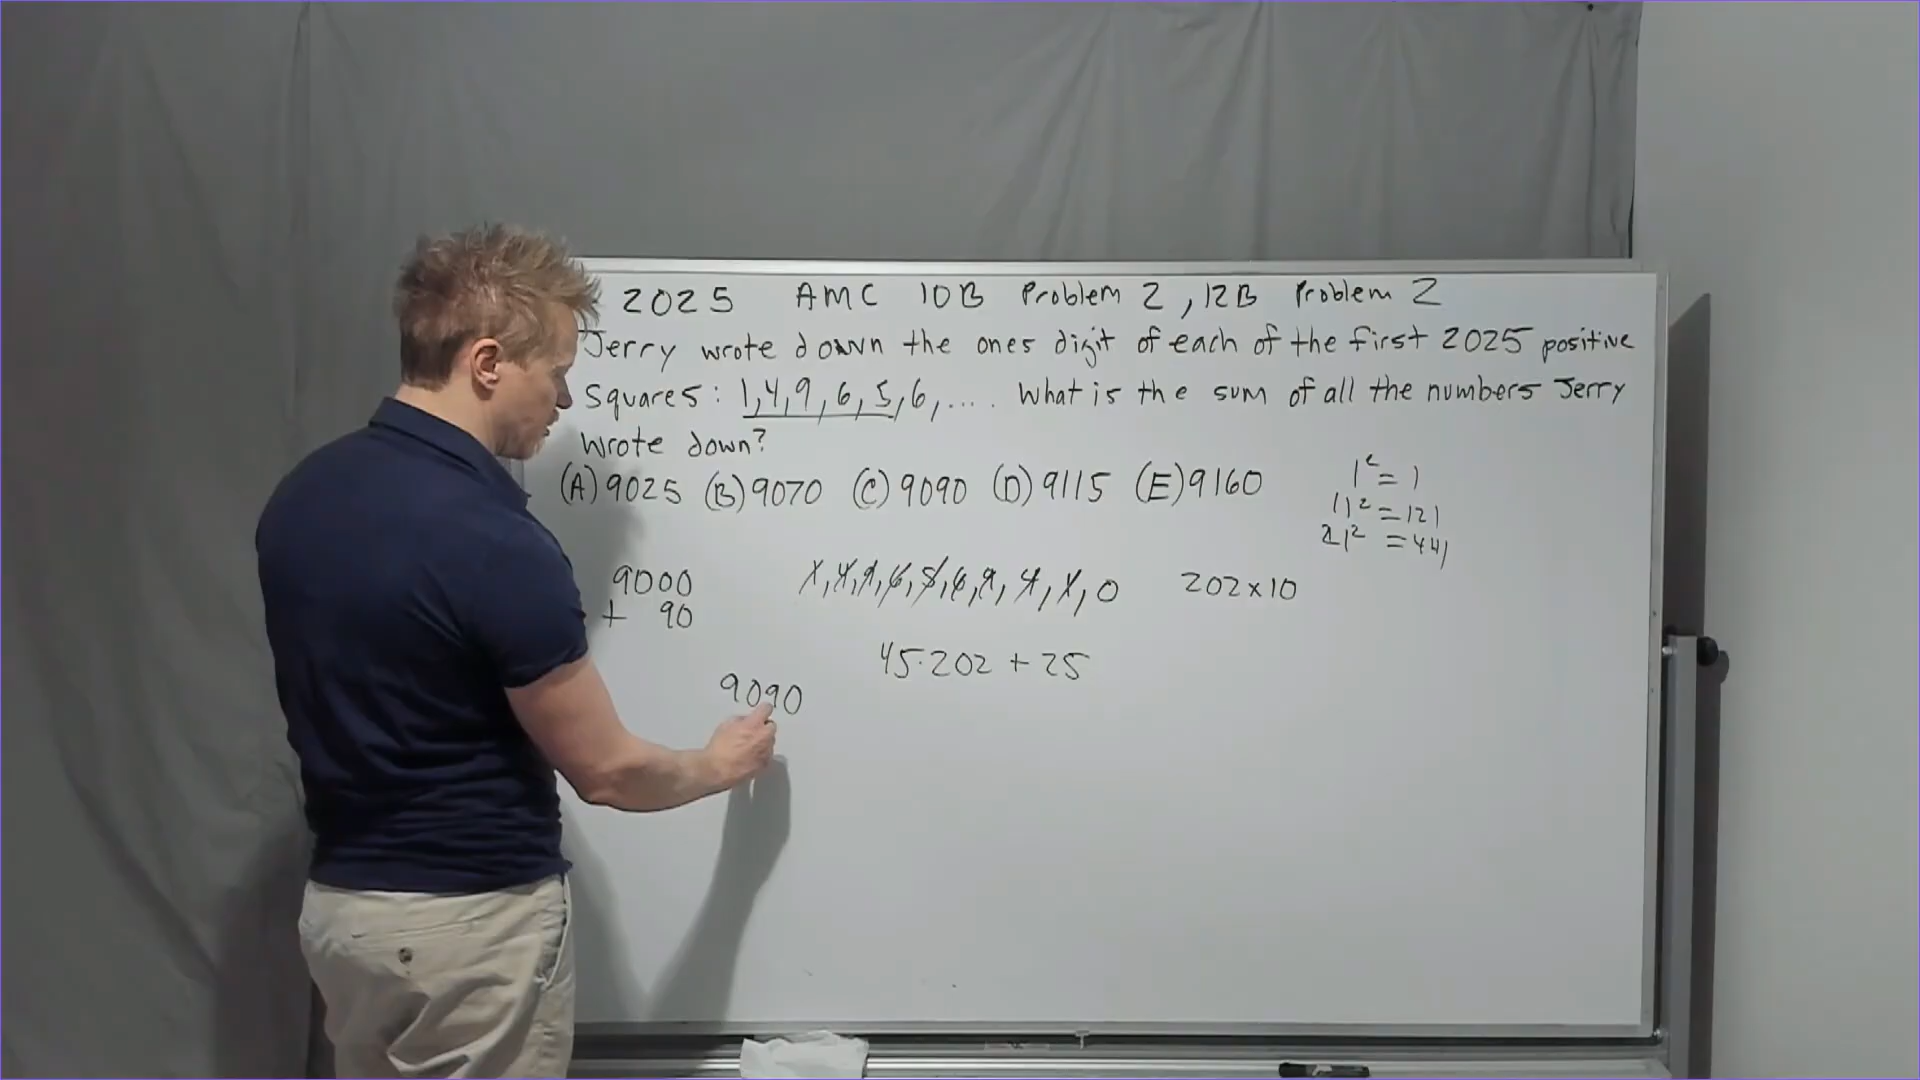 2025 AMC 10B Problem 2, 12B Problem 2
Jerry wrote down the ones digit of each of the first 2025 positive
squares: 1,4,9,6,5,6,.... What is the sum of all the numbers Jerry
wrote down?
(A) 9025 (B) 9070 (C) 9090 (D) 9115 (E) 9160
1² = 1
11² = 121
21² = 441
9000
+ 90
1,4,9,6,5,6,9,4,1,0
202×10
45·202 + 25
9090